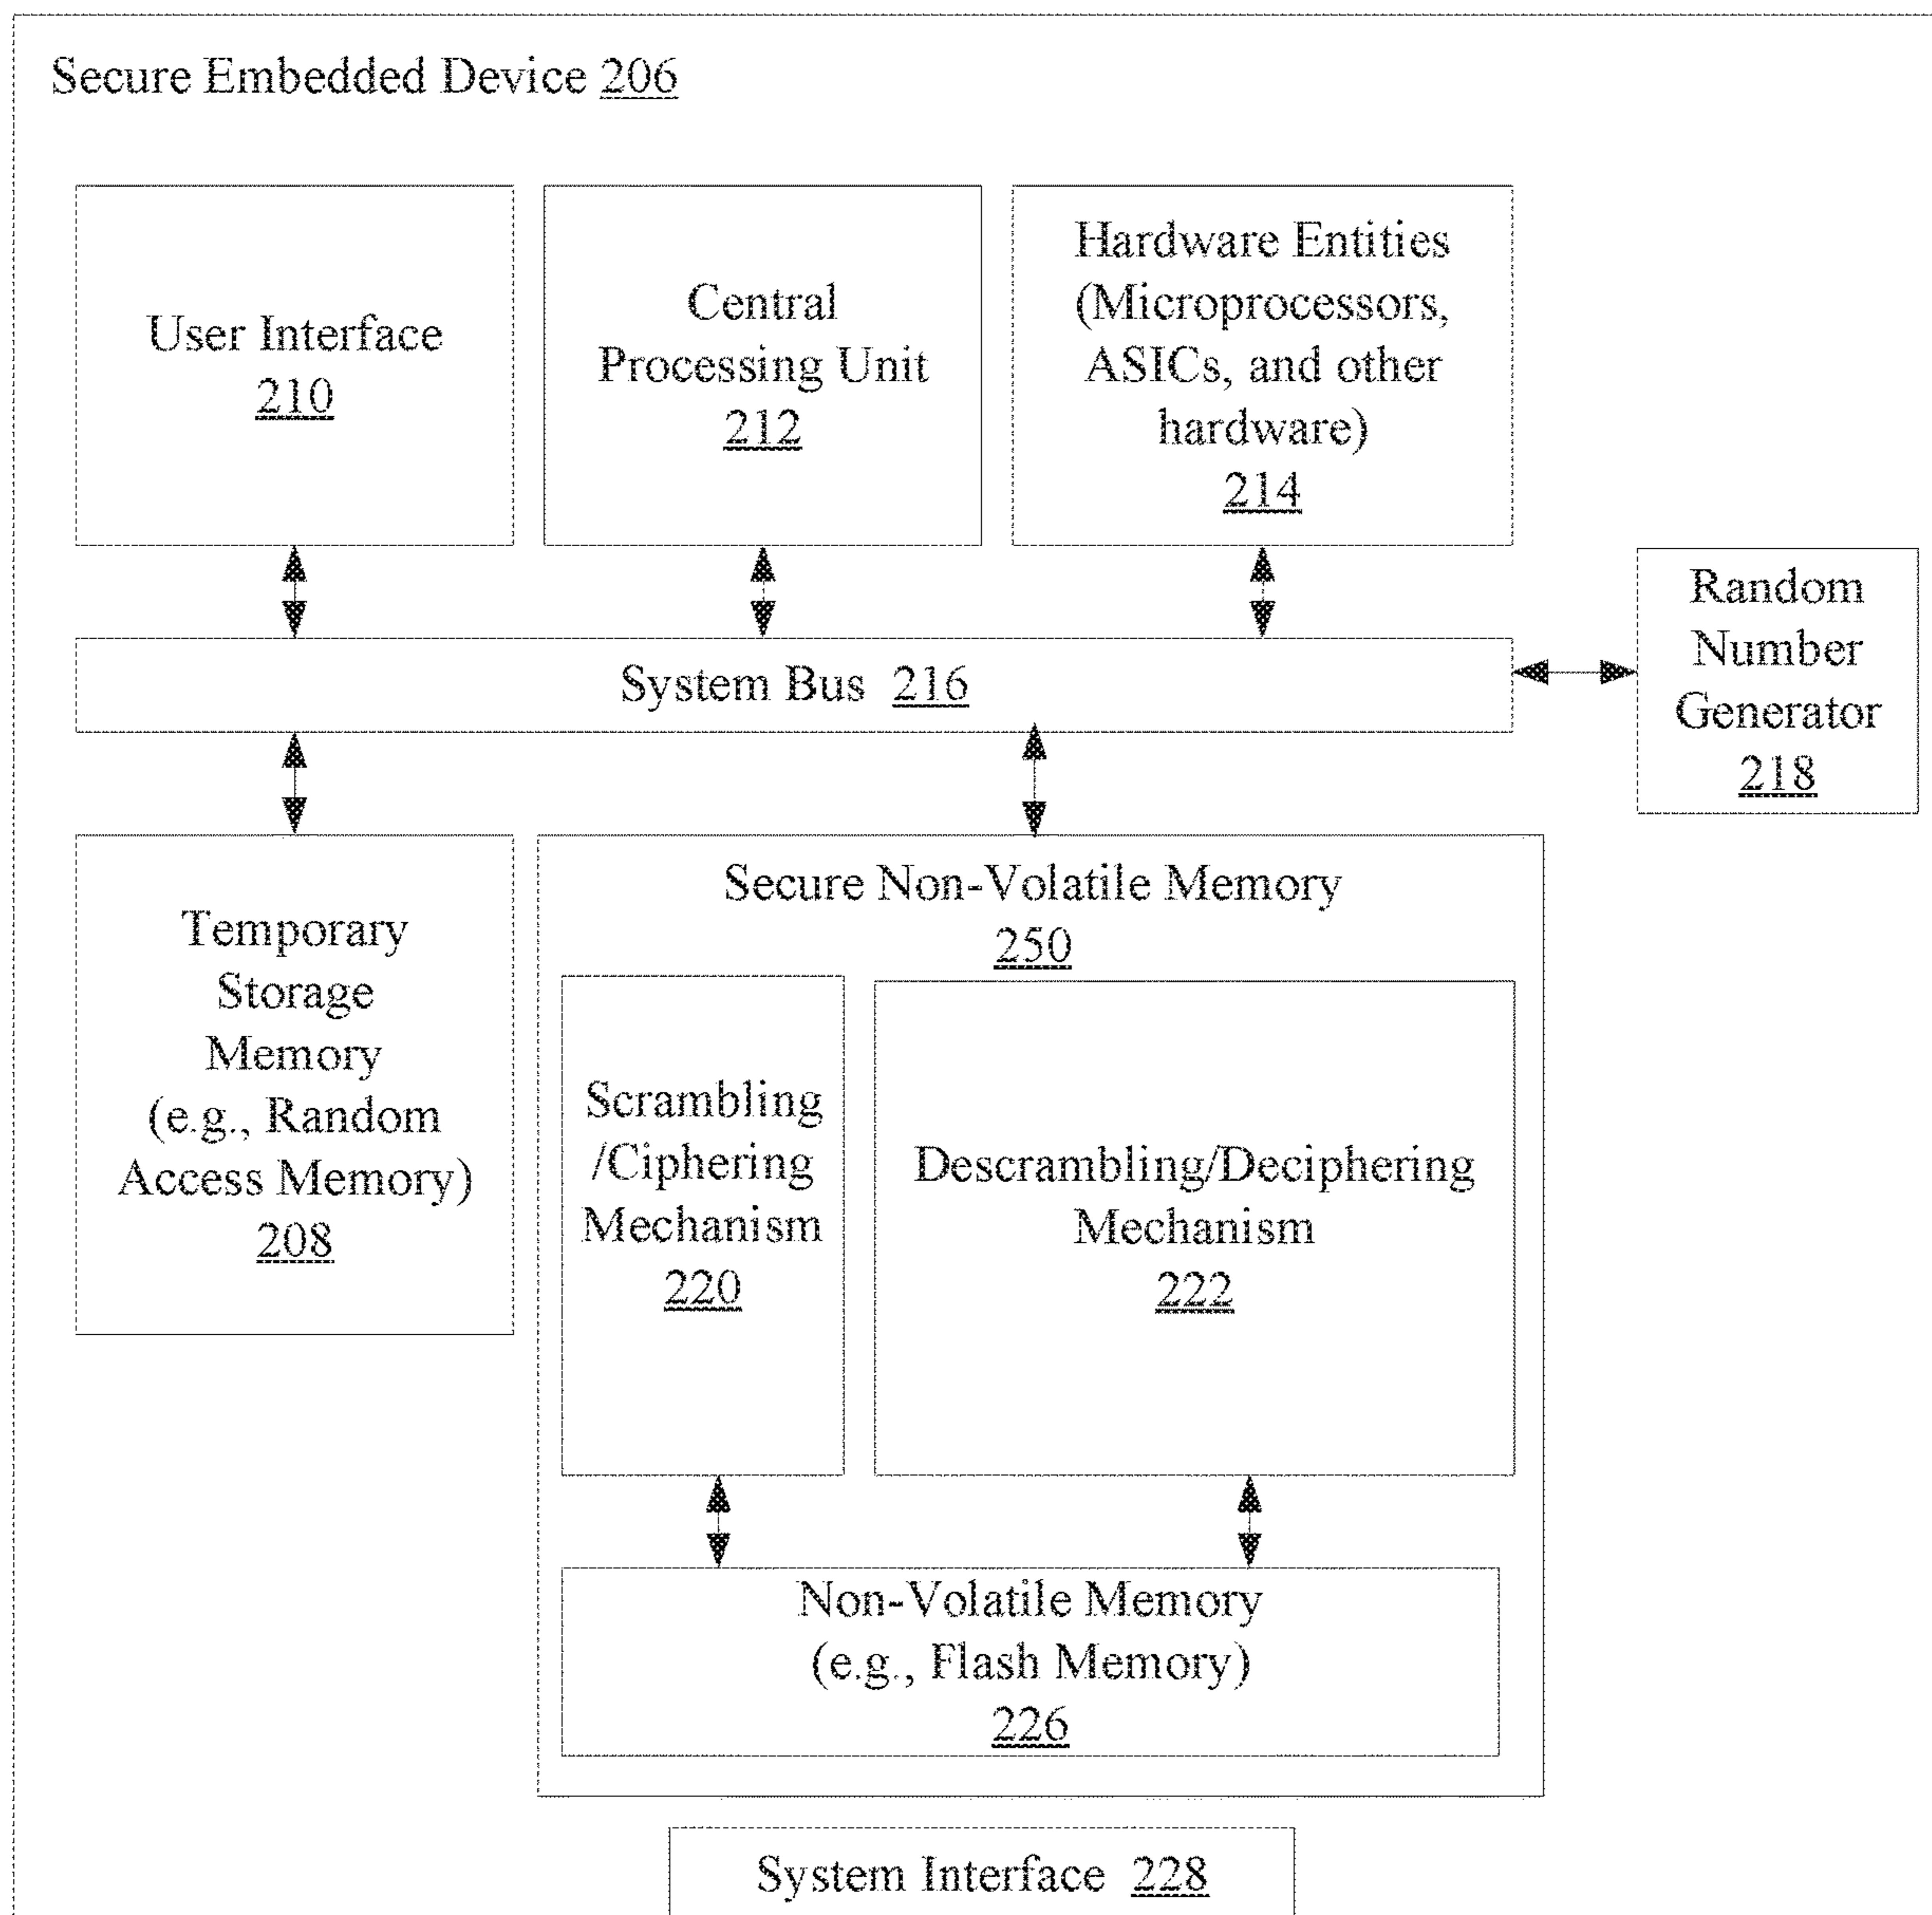 Secure Embedded Device 206
User Interface
210
Central
Processing Unit
212
Hardware Entities
(Microprocessors,
ASICs, and other
hardware)
214
System Bus 216
Random
Number
Generator
218
Temporary
Storage
Memory
(e.g., Random
Access Memory)
208
Secure Non-Volatile Memory
250
Scrambling
/Ciphering
Mechanism
220
Descrambling/Deciphering
Mechanism
222
Non-Volatile Memory
(e.g., Flash Memory)
226
System Interface 228